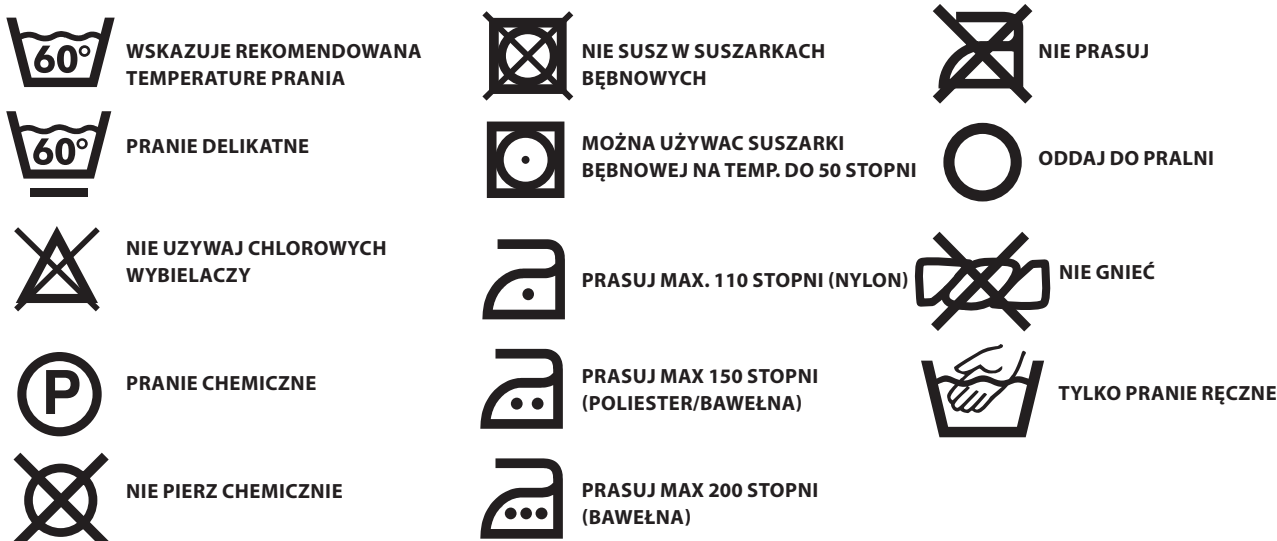 60°
WSKAZUJE REKOMENDOWANA
TEMPERATURE PRANIA
60°
PRANIE DELIKATNE
NIE UZYWAJ CHLOROWYCH
WYBIELACZY
P
PRANIE CHEMICZNE
NIE PIERZ CHEMICZNIE
NIE SUSZ W SUSZARKACH
BĘBNOWYCH
MOŻNA UŻYWAC SUSZARKI
BĘBNOWEJ NA TEMP. DO 50 STOPNI
PRASUJ MAX. 110 STOPNI (NYLON)
PRASUJ MAX 150 STOPNI
(POLIESTER/BAWEŁNA)
PRASUJ MAX 200 STOPNI
(BAWEŁNA)
NIE PRASUJ
ODDAJ DO PRALNI
NIE GNIEĆ
TYLKO PRANIE RĘCZNE